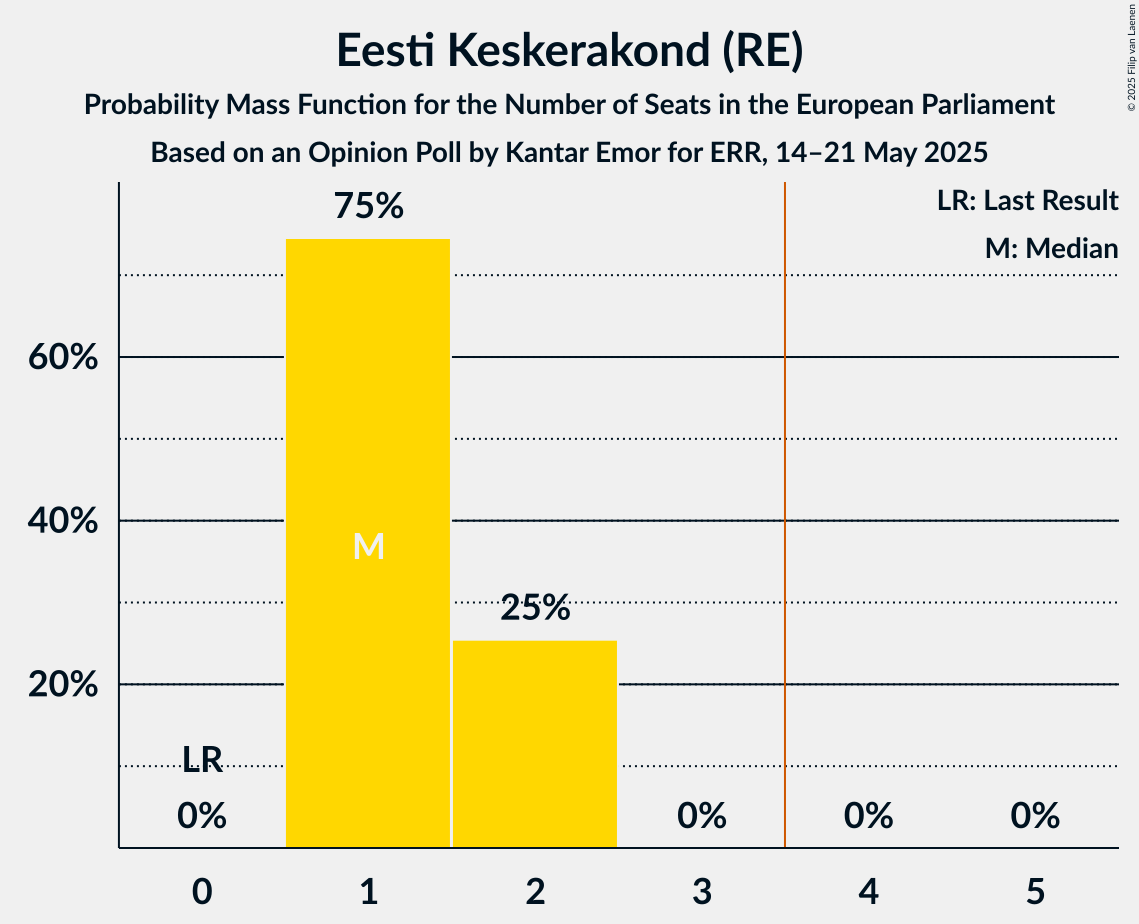 Eesti Keskerakond (RE)
Probability Mass Function for the Number of Seats in the European Parliament
Based on an Opinion Poll by Kantar Emor for ERR, 14–21 May 2025
© 2025 Filip van Laenen
LR: Last Result
M: Median
75%
60%
M
40%
25%
20%
LR
0%
0%
0%
0%
0
1
2
3
4
5